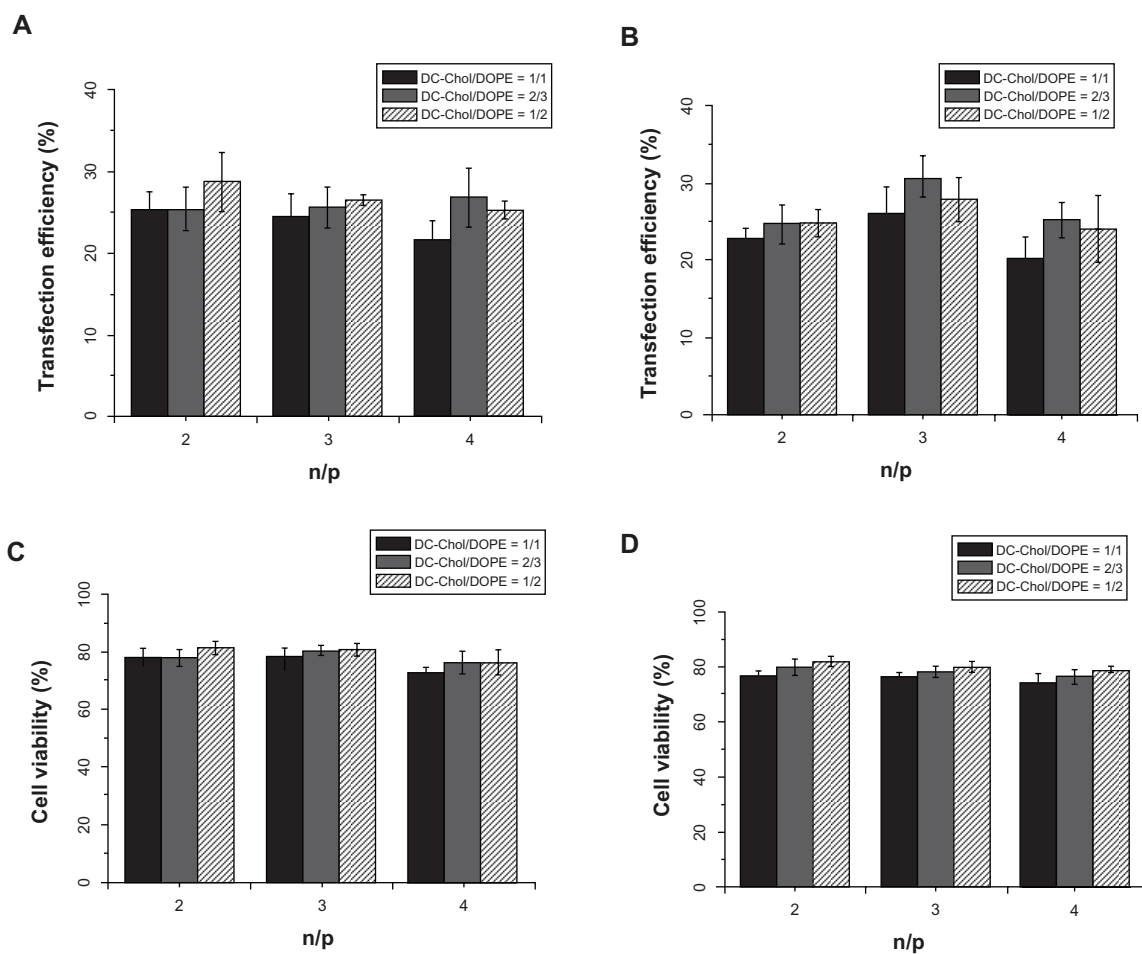 A
DC-Chol/DOPE = 1/1
DC-Chol/DOPE = 2/3
DC-Chol/DOPE = 1/2
Transfection efficiency (%)
40
30
20
10
0
2 3 4
n/p
B
DC-Chol/DOPE = 1/1
DC-Chol/DOPE = 2/3
DC-Chol/DOPE = 1/2
Transfection efficiency (%)
40
30
20
10
0
2 3 4
n/p
C
DC-Chol/DOPE = 1/1
DC-Chol/DOPE = 2/3
DC-Chol/DOPE = 1/2
Cell viability (%)
100
80
60
40
20
0
2 3 4
n/p
D
DC-Chol/DOPE = 1/1
DC-Chol/DOPE = 2/3
DC-Chol/DOPE = 1/2
Cell viability (%)
100
80
60
40
20
0
2 3 4
n/p